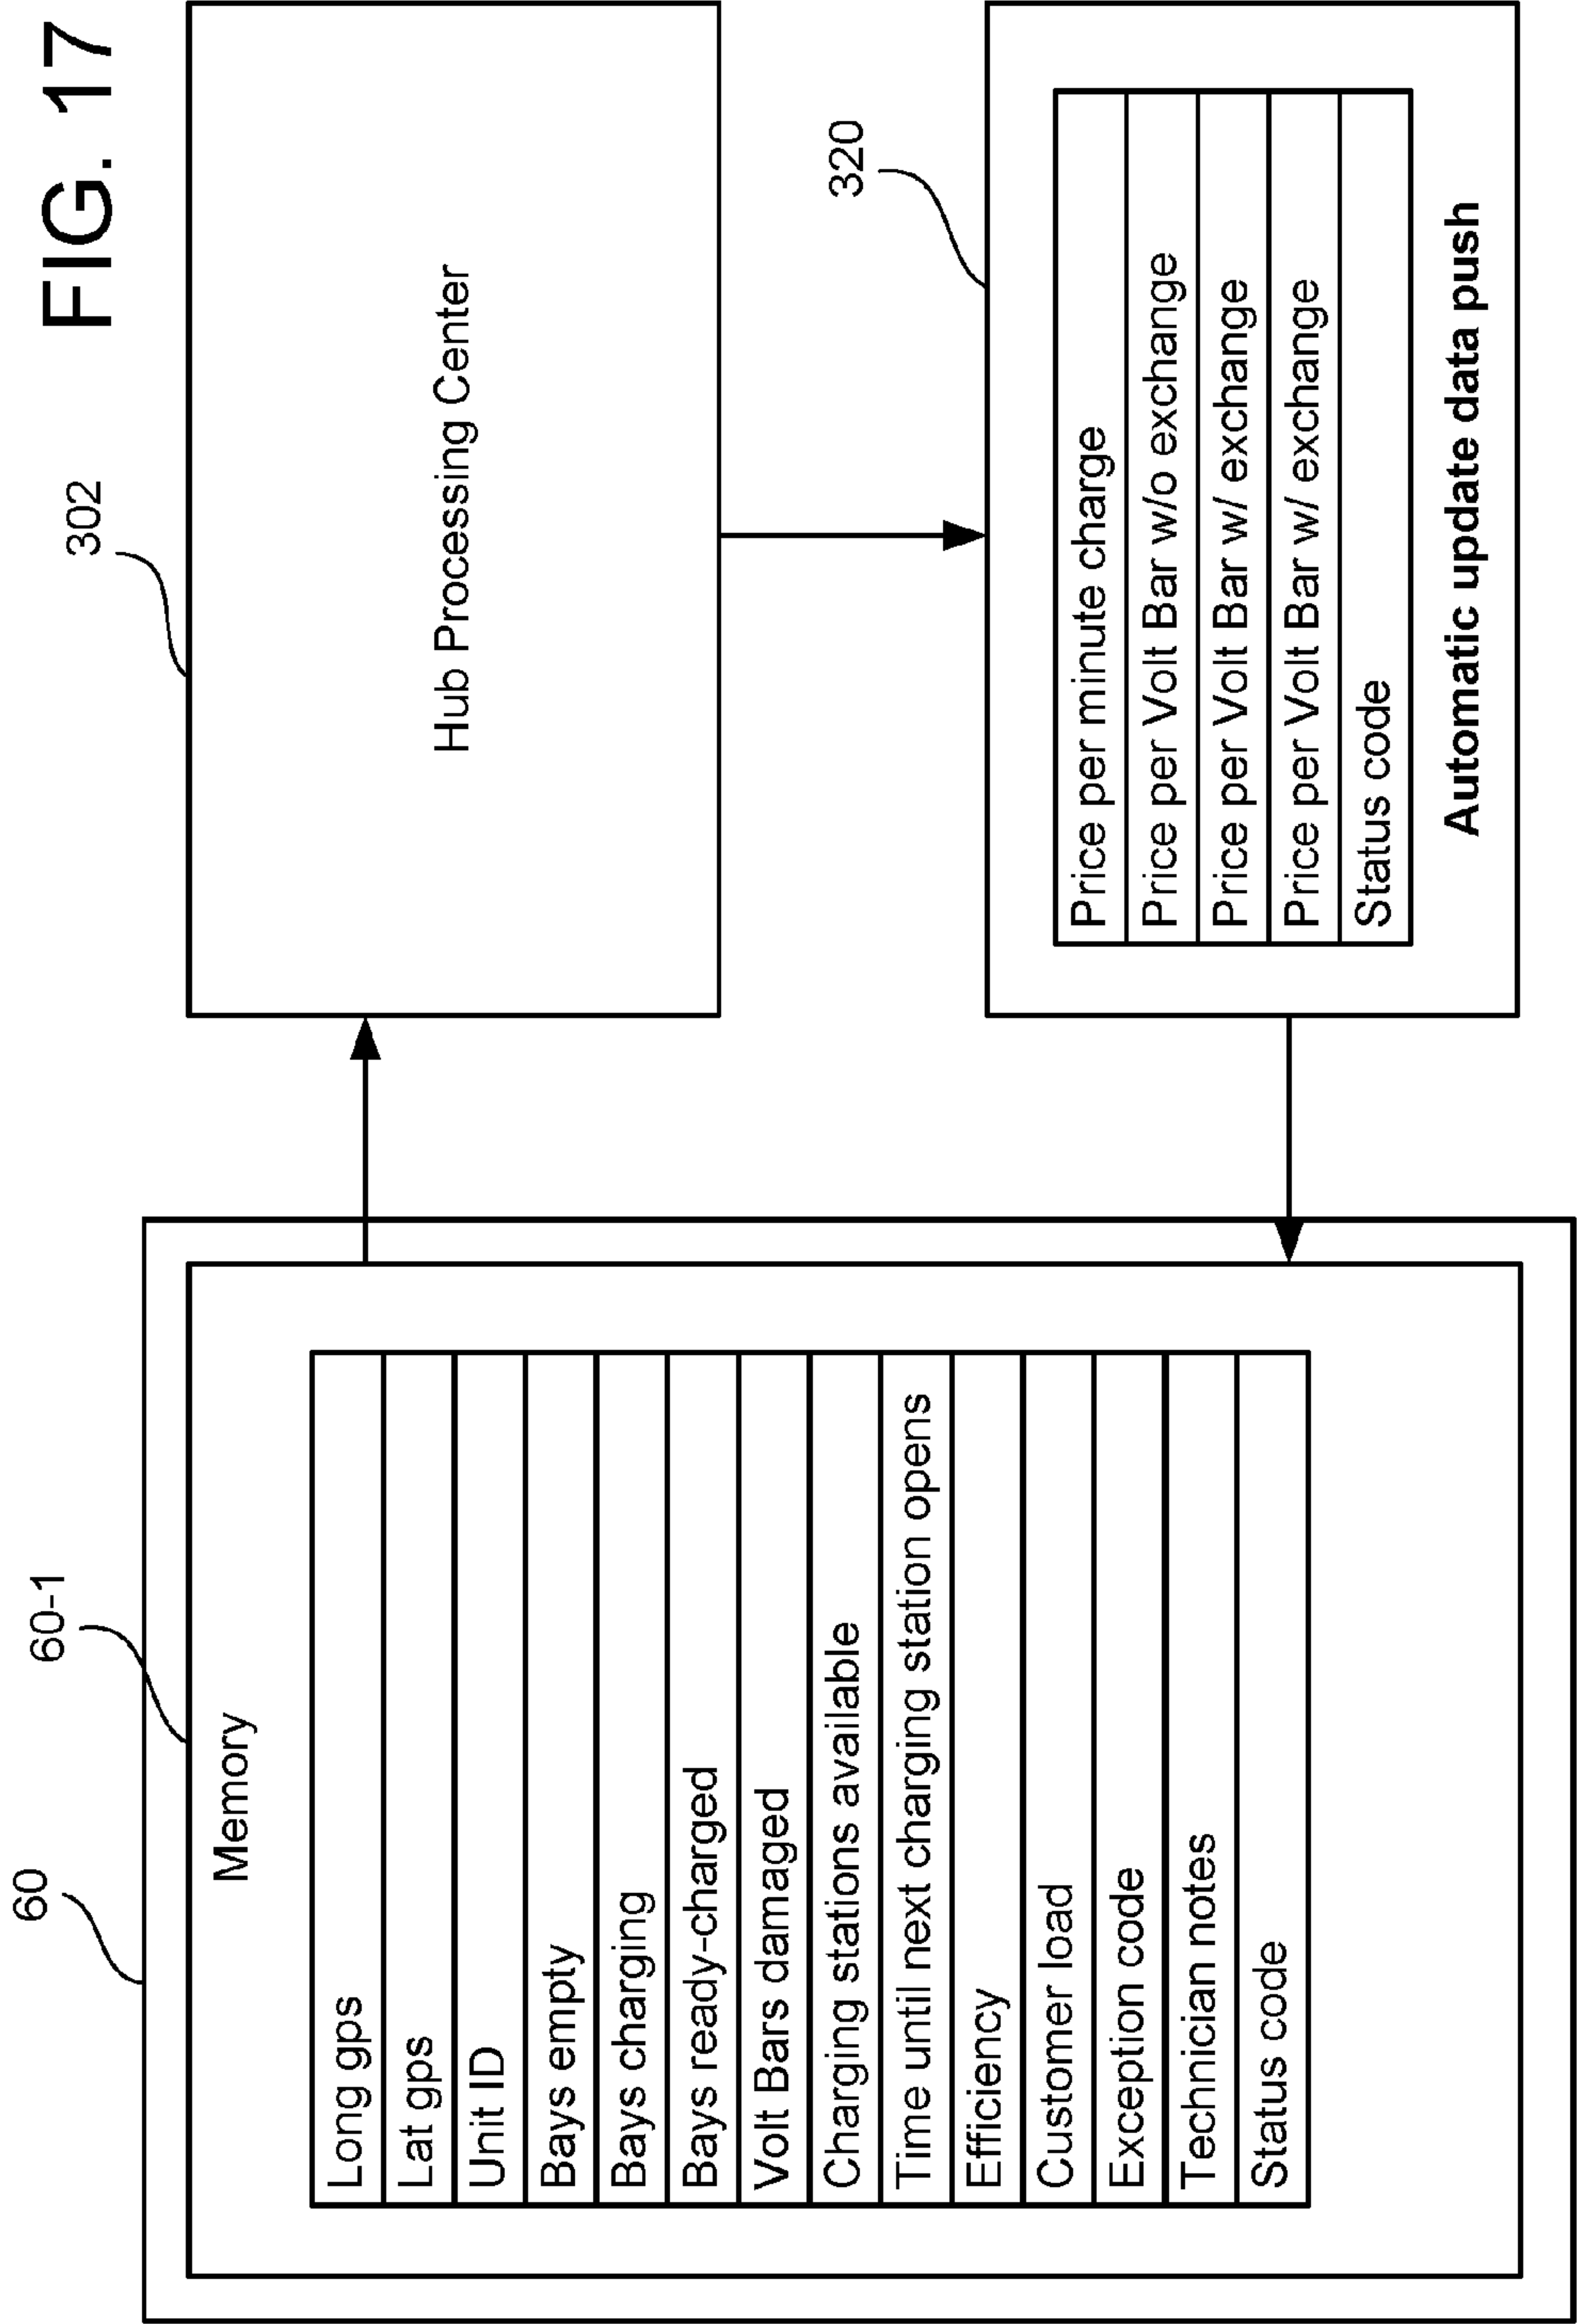 FIG. 17
60
60-1
Memory
Long gps
Lat gps
Unit ID
Bays empty
Bays charging
Bays ready-charged
Volt Bars damaged
Charging stations available
Time until next charging station opens
Efficiency
Customer load
Exception code
Technician notes
Status code
302
Hub Processing Center
320
Price per minute charge
Price per Volt Bar w/o exchange
Price per Volt Bar w/ exchange
Price per Volt Bar w/ exchange
Status code
Automatic update data push